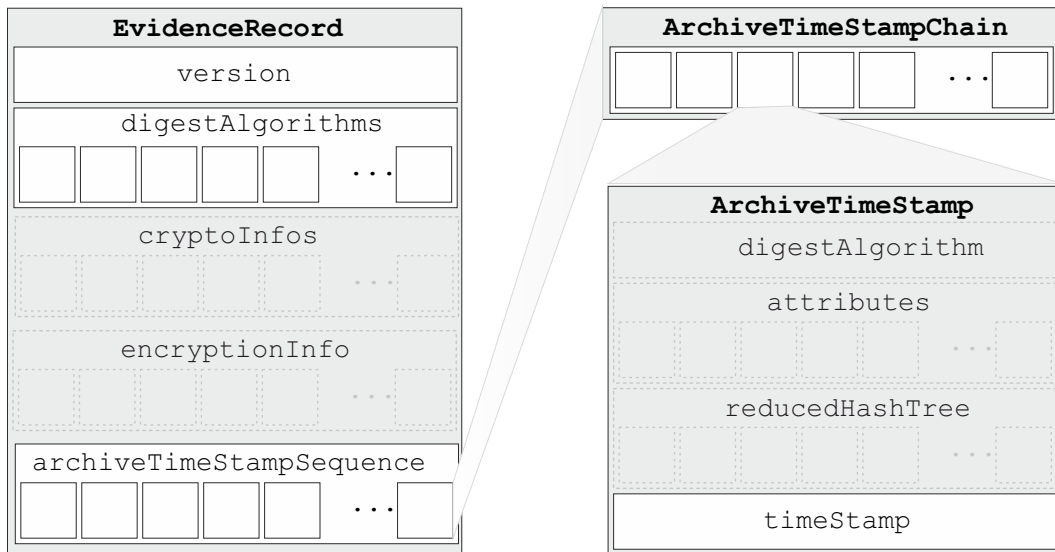 EvidenceRecord
version
digestAlgorithms
...
cryptoInfos
...
encryptionInfo
...
archiveTimeStampSequence
...
ArchiveTimeStampChain
...
ArchiveTimeStamp
digestAlgorithm
attributes
...
reducedHashTree
...
timeStamp